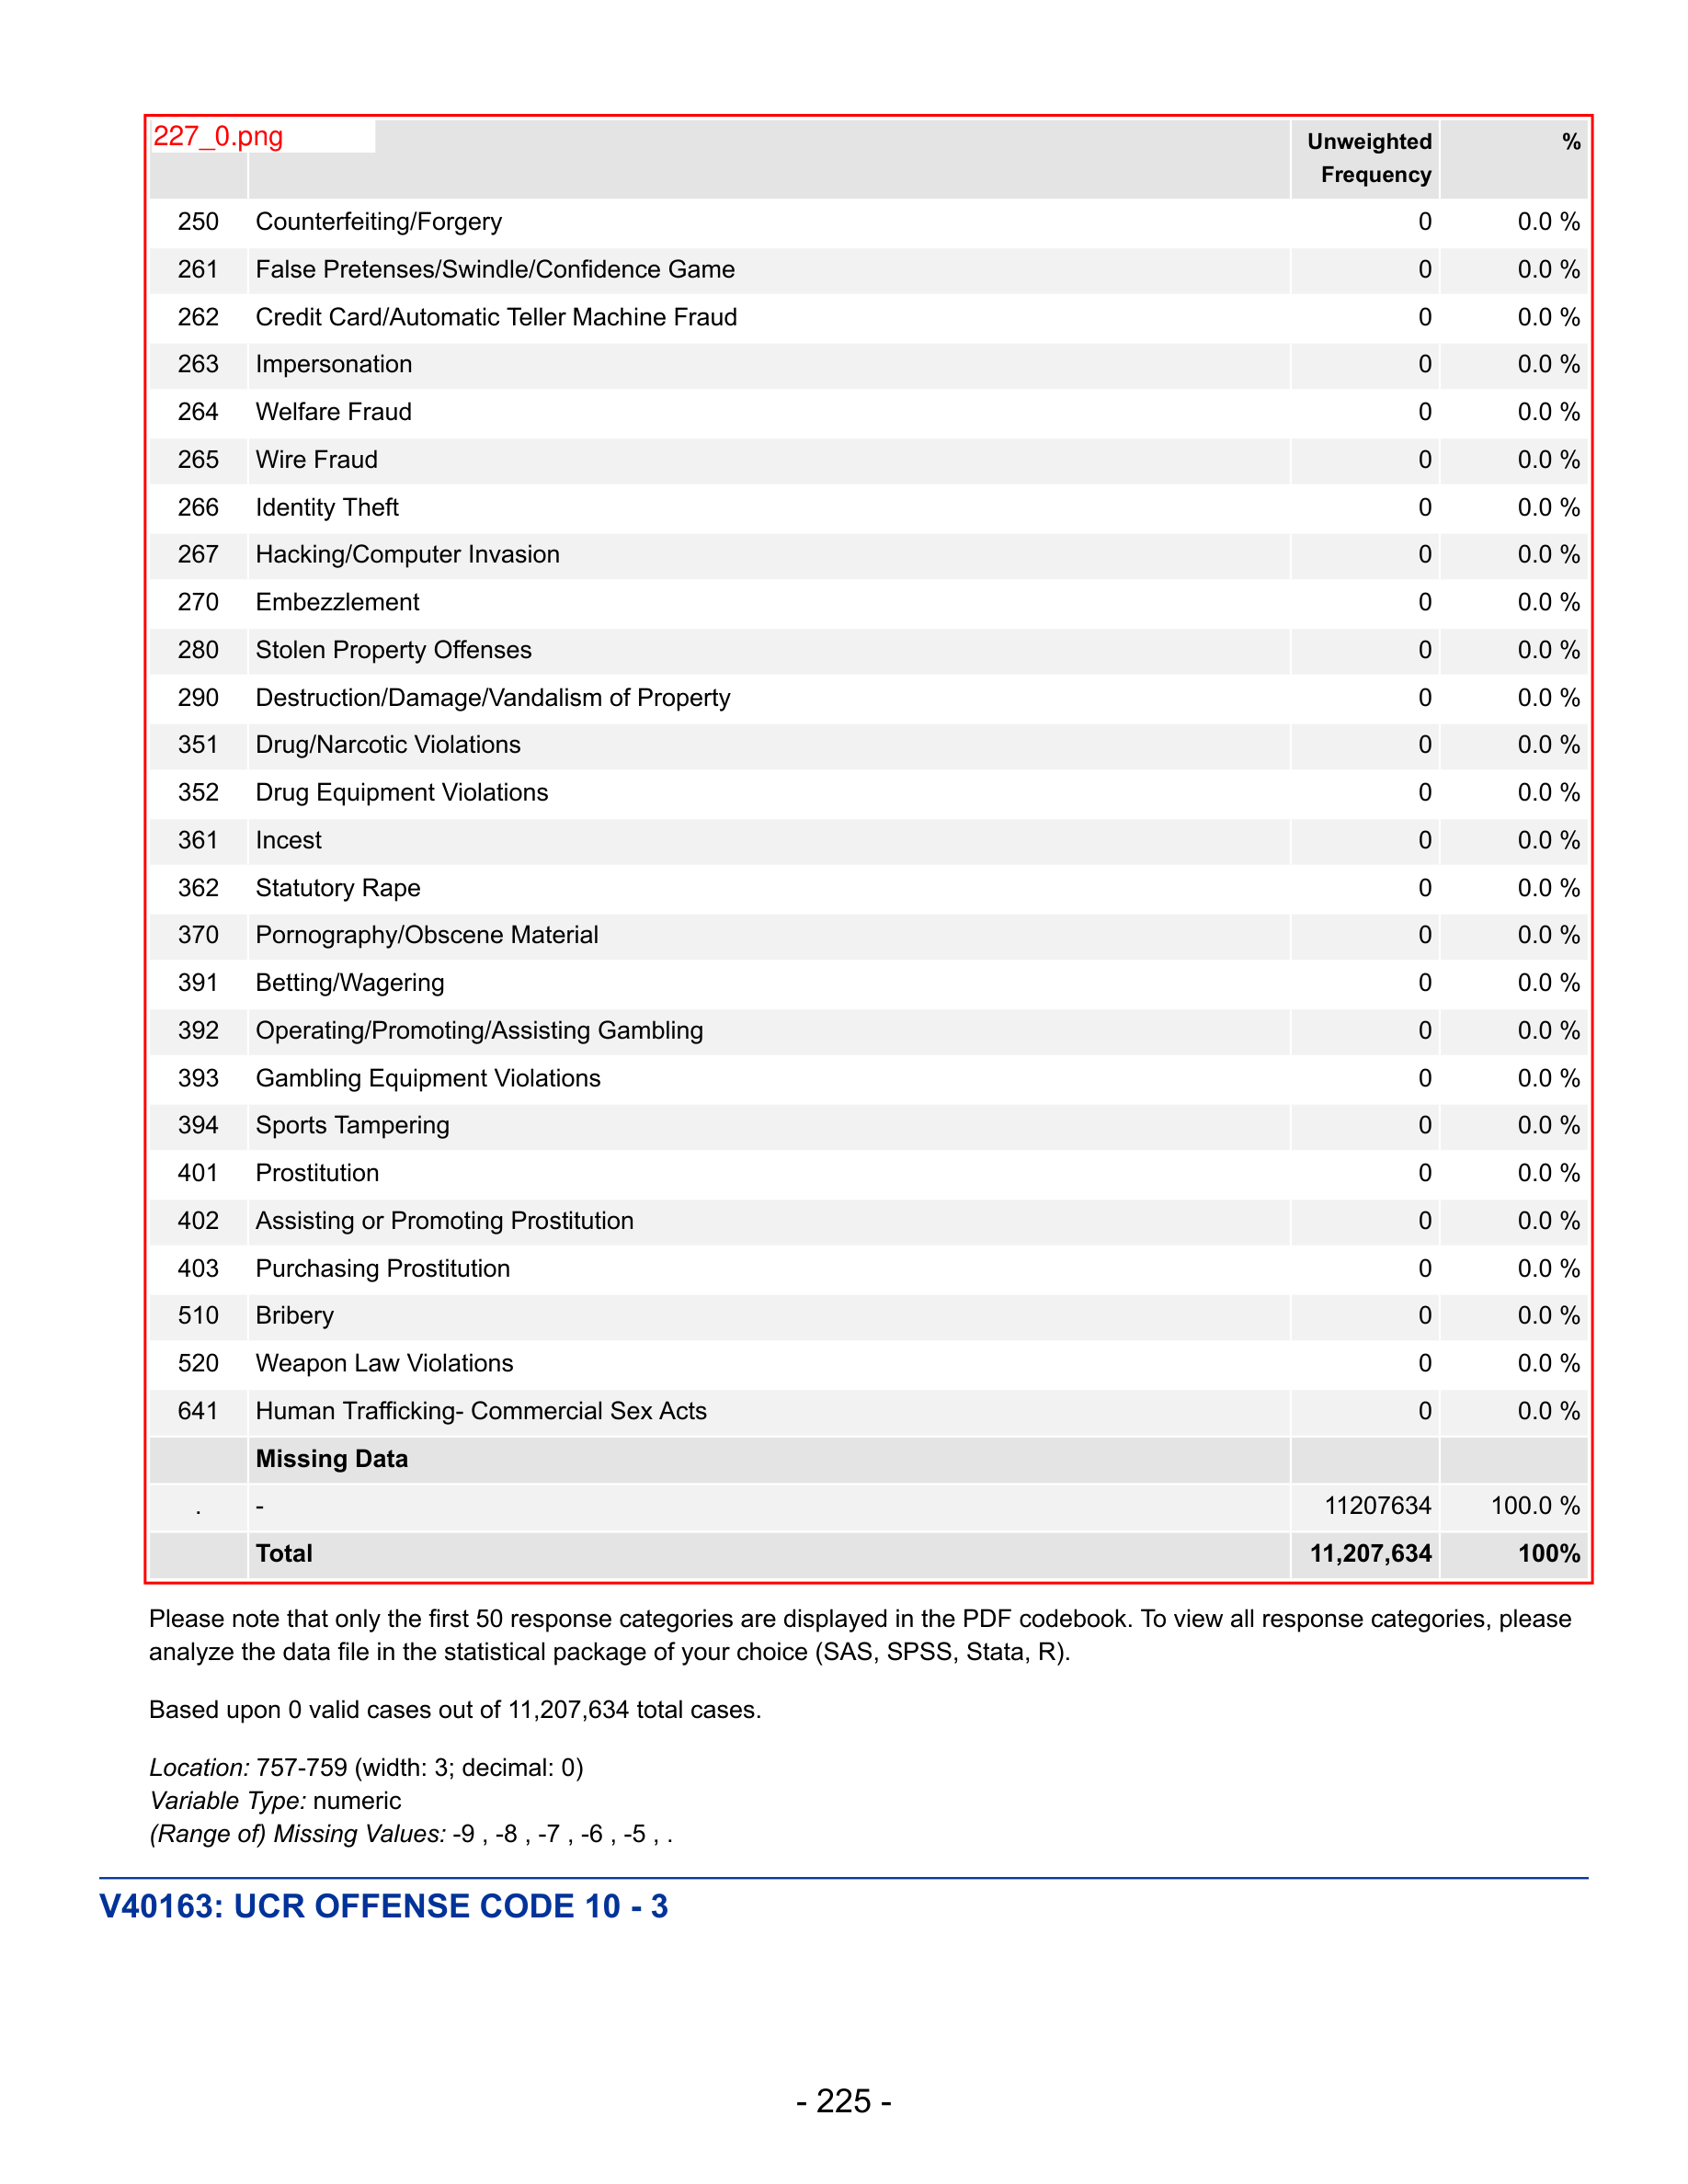 227_0.png
Unweighted Frequency %
250 Counterfeiting/Forgery 0 0.0 %
261 False Pretenses/Swindle/Confidence Game 0 0.0 %
262 Credit Card/Automatic Teller Machine Fraud 0 0.0 %
263 Impersonation 0 0.0 %
264 Welfare Fraud 0 0.0 %
265 Wire Fraud 0 0.0 %
266 Identity Theft 0 0.0 %
267 Hacking/Computer Invasion 0 0.0 %
270 Embezzlement 0 0.0 %
280 Stolen Property Offenses 0 0.0 %
290 Destruction/Damage/Vandalism of Property 0 0.0 %
351 Drug/Narcotic Violations 0 0.0 %
352 Drug Equipment Violations 0 0.0 %
361 Incest 0 0.0 %
362 Statutory Rape 0 0.0 %
370 Pornography/Obscene Material 0 0.0 %
391 Betting/Wagering 0 0.0 %
392 Operating/Promoting/Assisting Gambling 0 0.0 %
393 Gambling Equipment Violations 0 0.0 %
394 Sports Tampering 0 0.0 %
401 Prostitution 0 0.0 %
402 Assisting or Promoting Prostitution 0 0.0 %
403 Purchasing Prostitution 0 0.0 %
510 Bribery 0 0.0 %
520 Weapon Law Violations 0 0.0 %
641 Human Trafficking- Commercial Sex Acts 0 0.0 %
Missing Data
. - 11207634 100.0 %
Total 11,207,634 100%
Please note that only the first 50 response categories are displayed in the PDF codebook. To view all response categories, please
analyze the data file in the statistical package of your choice (SAS, SPSS, Stata, R).
Based upon 0 valid cases out of 11,207,634 total cases.
Location: 757-759 (width: 3; decimal: 0)
Variable Type: numeric
(Range of) Missing Values: -9 , -8 , -7 , -6 , -5 , .
V40163: UCR OFFENSE CODE 10 - 3
- 225 -